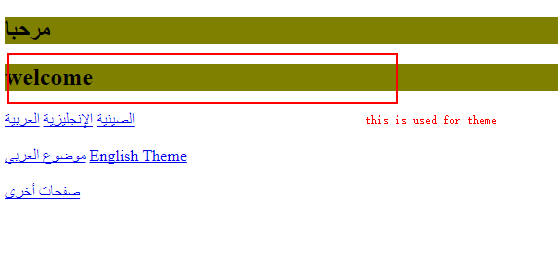 مرحبا
welcome
الصينية الإنجليزية العربية
this is used for theme
موضوع العربي English Theme
صفحات أخرى